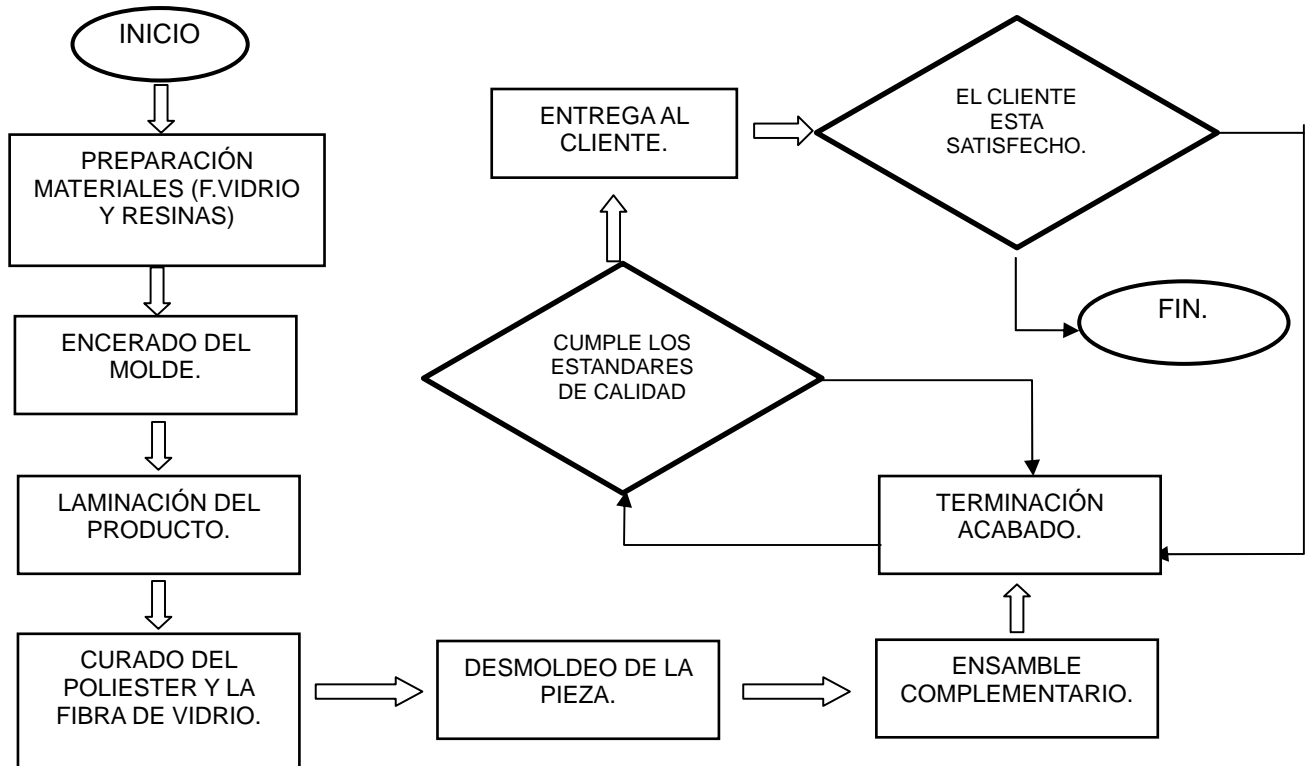 INICIO
PREPARACIÓN
MATERIALES (F.VIDRIO
Y RESINAS)
ENCERADO DEL
MOLDE.
LAMINACIÓN DEL
PRODUCTO.
CURADO DEL
POLIESTER Y LA
FIBRA DE VIDRIO.
DESMOLDEO DE LA
PIEZA.
ENSAMBLE
COMPLEMENTARIO.
TERMINACIÓN
ACABADO.
CUMPLE LOS
ESTANDARES
DE CALIDAD
ENTREGA AL
CLIENTE.
EL CLIENTE
ESTA
SATISFECHO.
FIN.